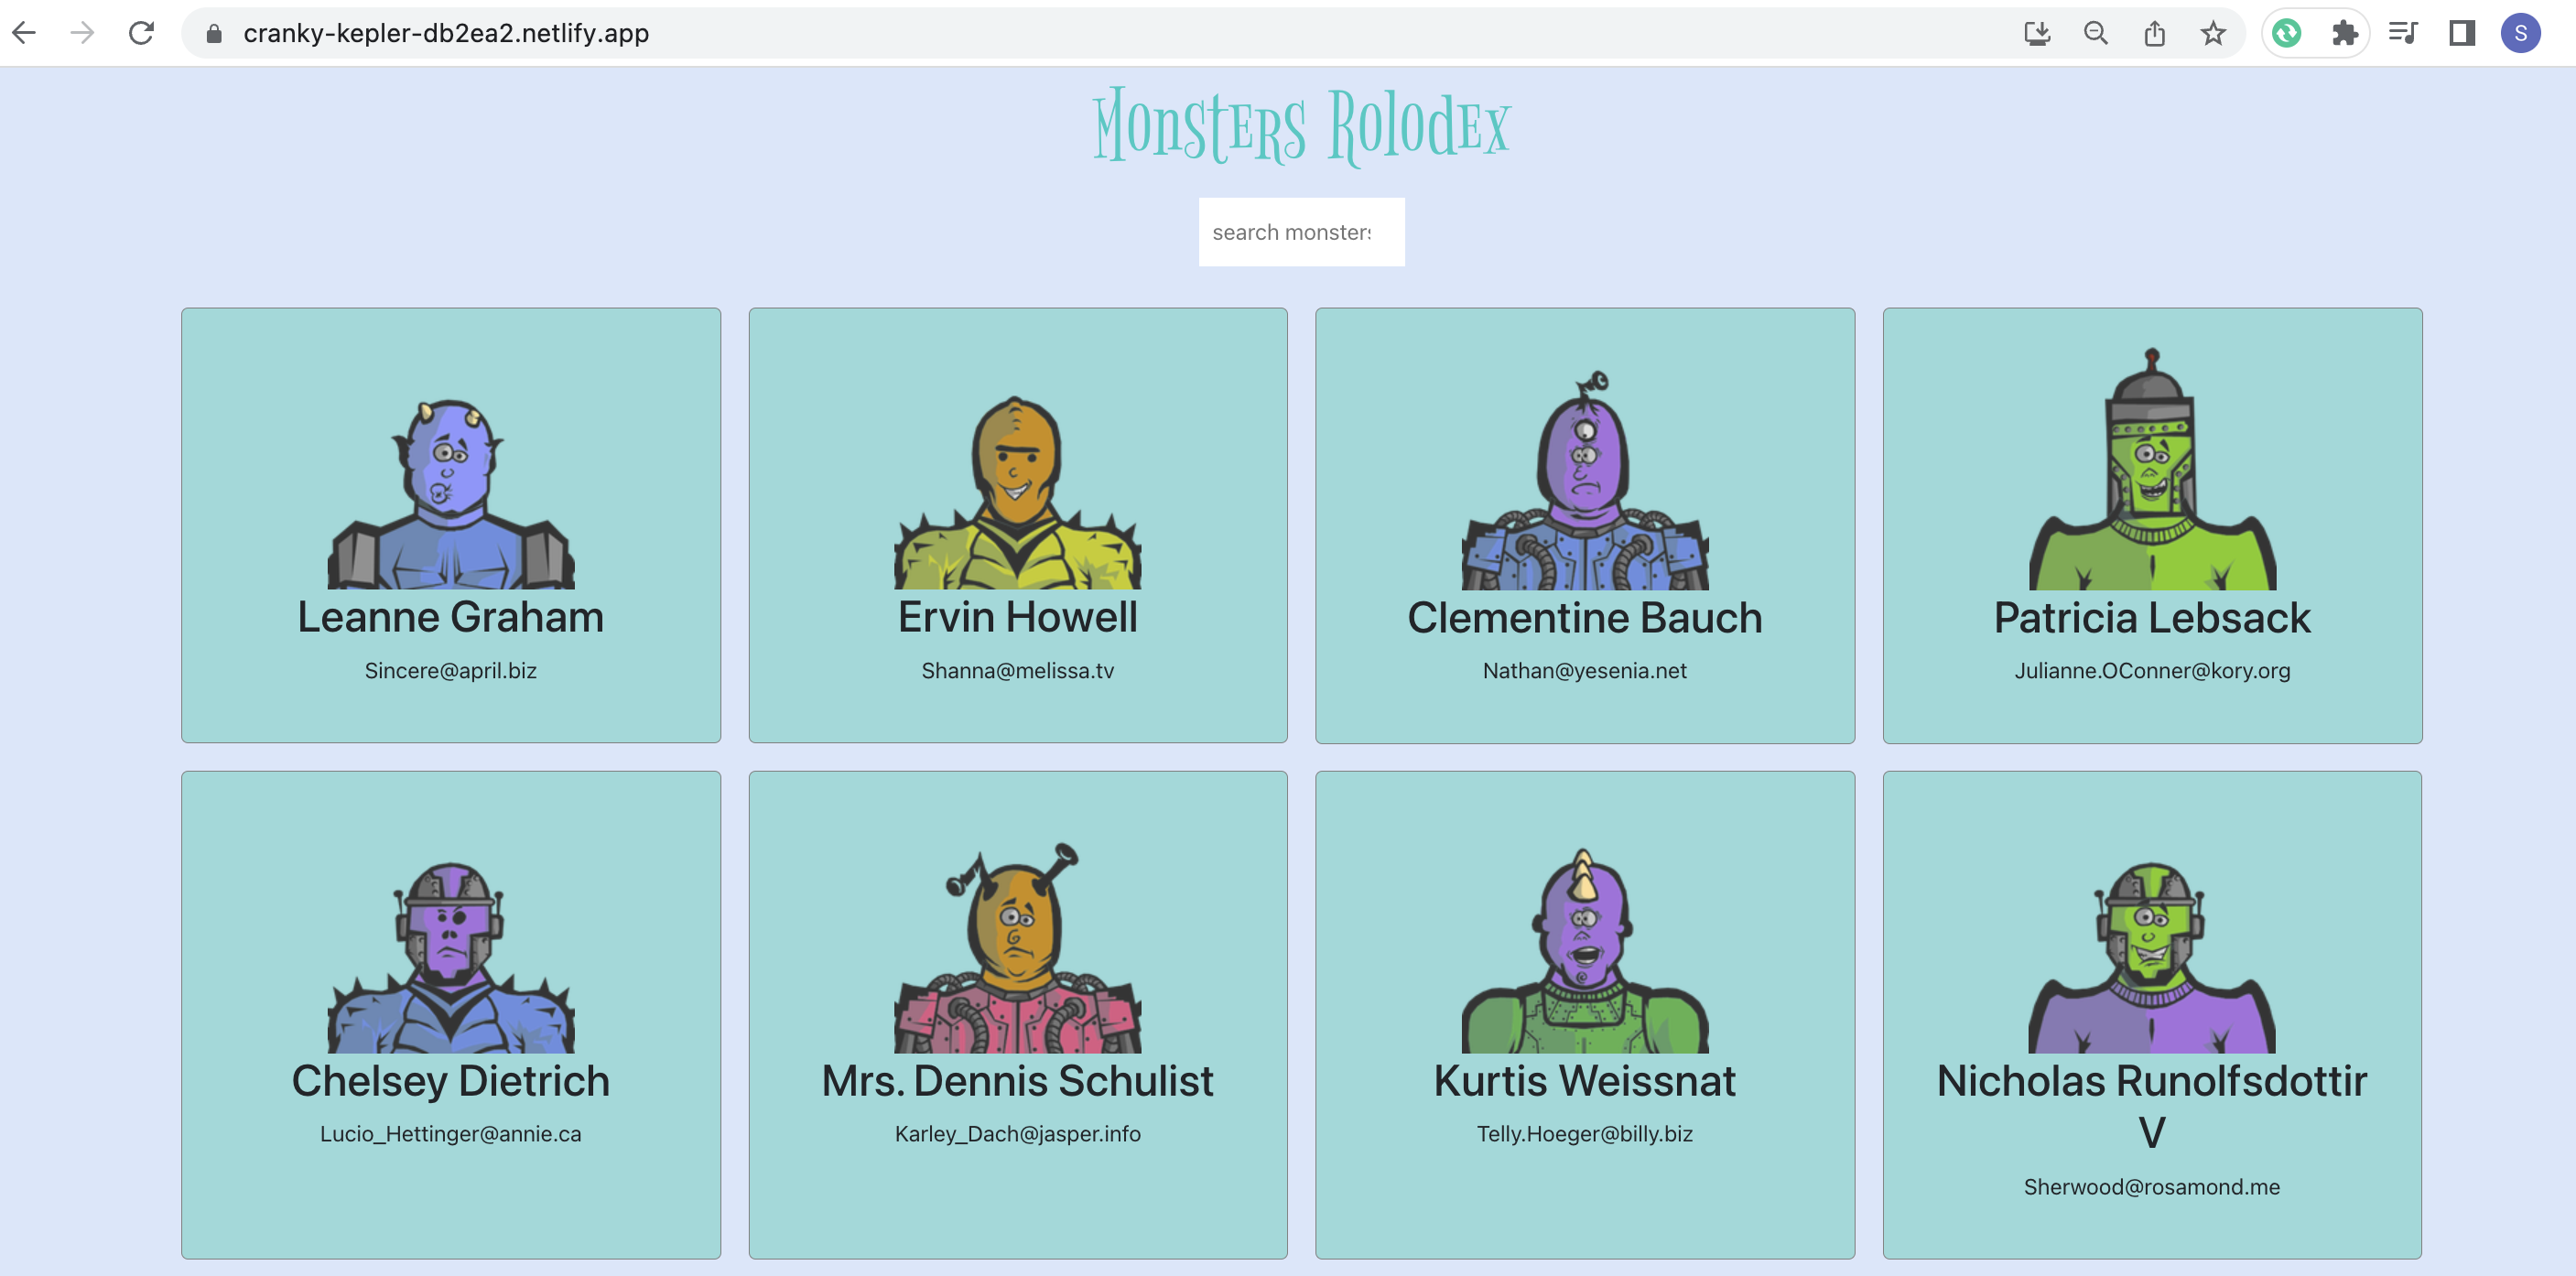 cranky-kepler-db2ea2.netlify.app
S
Monsters Rolodex
search monsters
Leanne Graham
Sincere@april.biz
Ervin Howell
Shanna@melissa.tv
Clementine Bauch
Nathan@yesenia.net
Patricia Lebsack
Julianne.OConner@kory.org
Chelsey Dietrich
Lucio_Hettinger@annie.ca
Mrs. Dennis Schulist
Karley_Dach@jasper.info
Kurtis Weissnat
Telly.Hoeger@billy.biz
Nicholas Runolfsdottir
V
Sherwood@rosamond.me